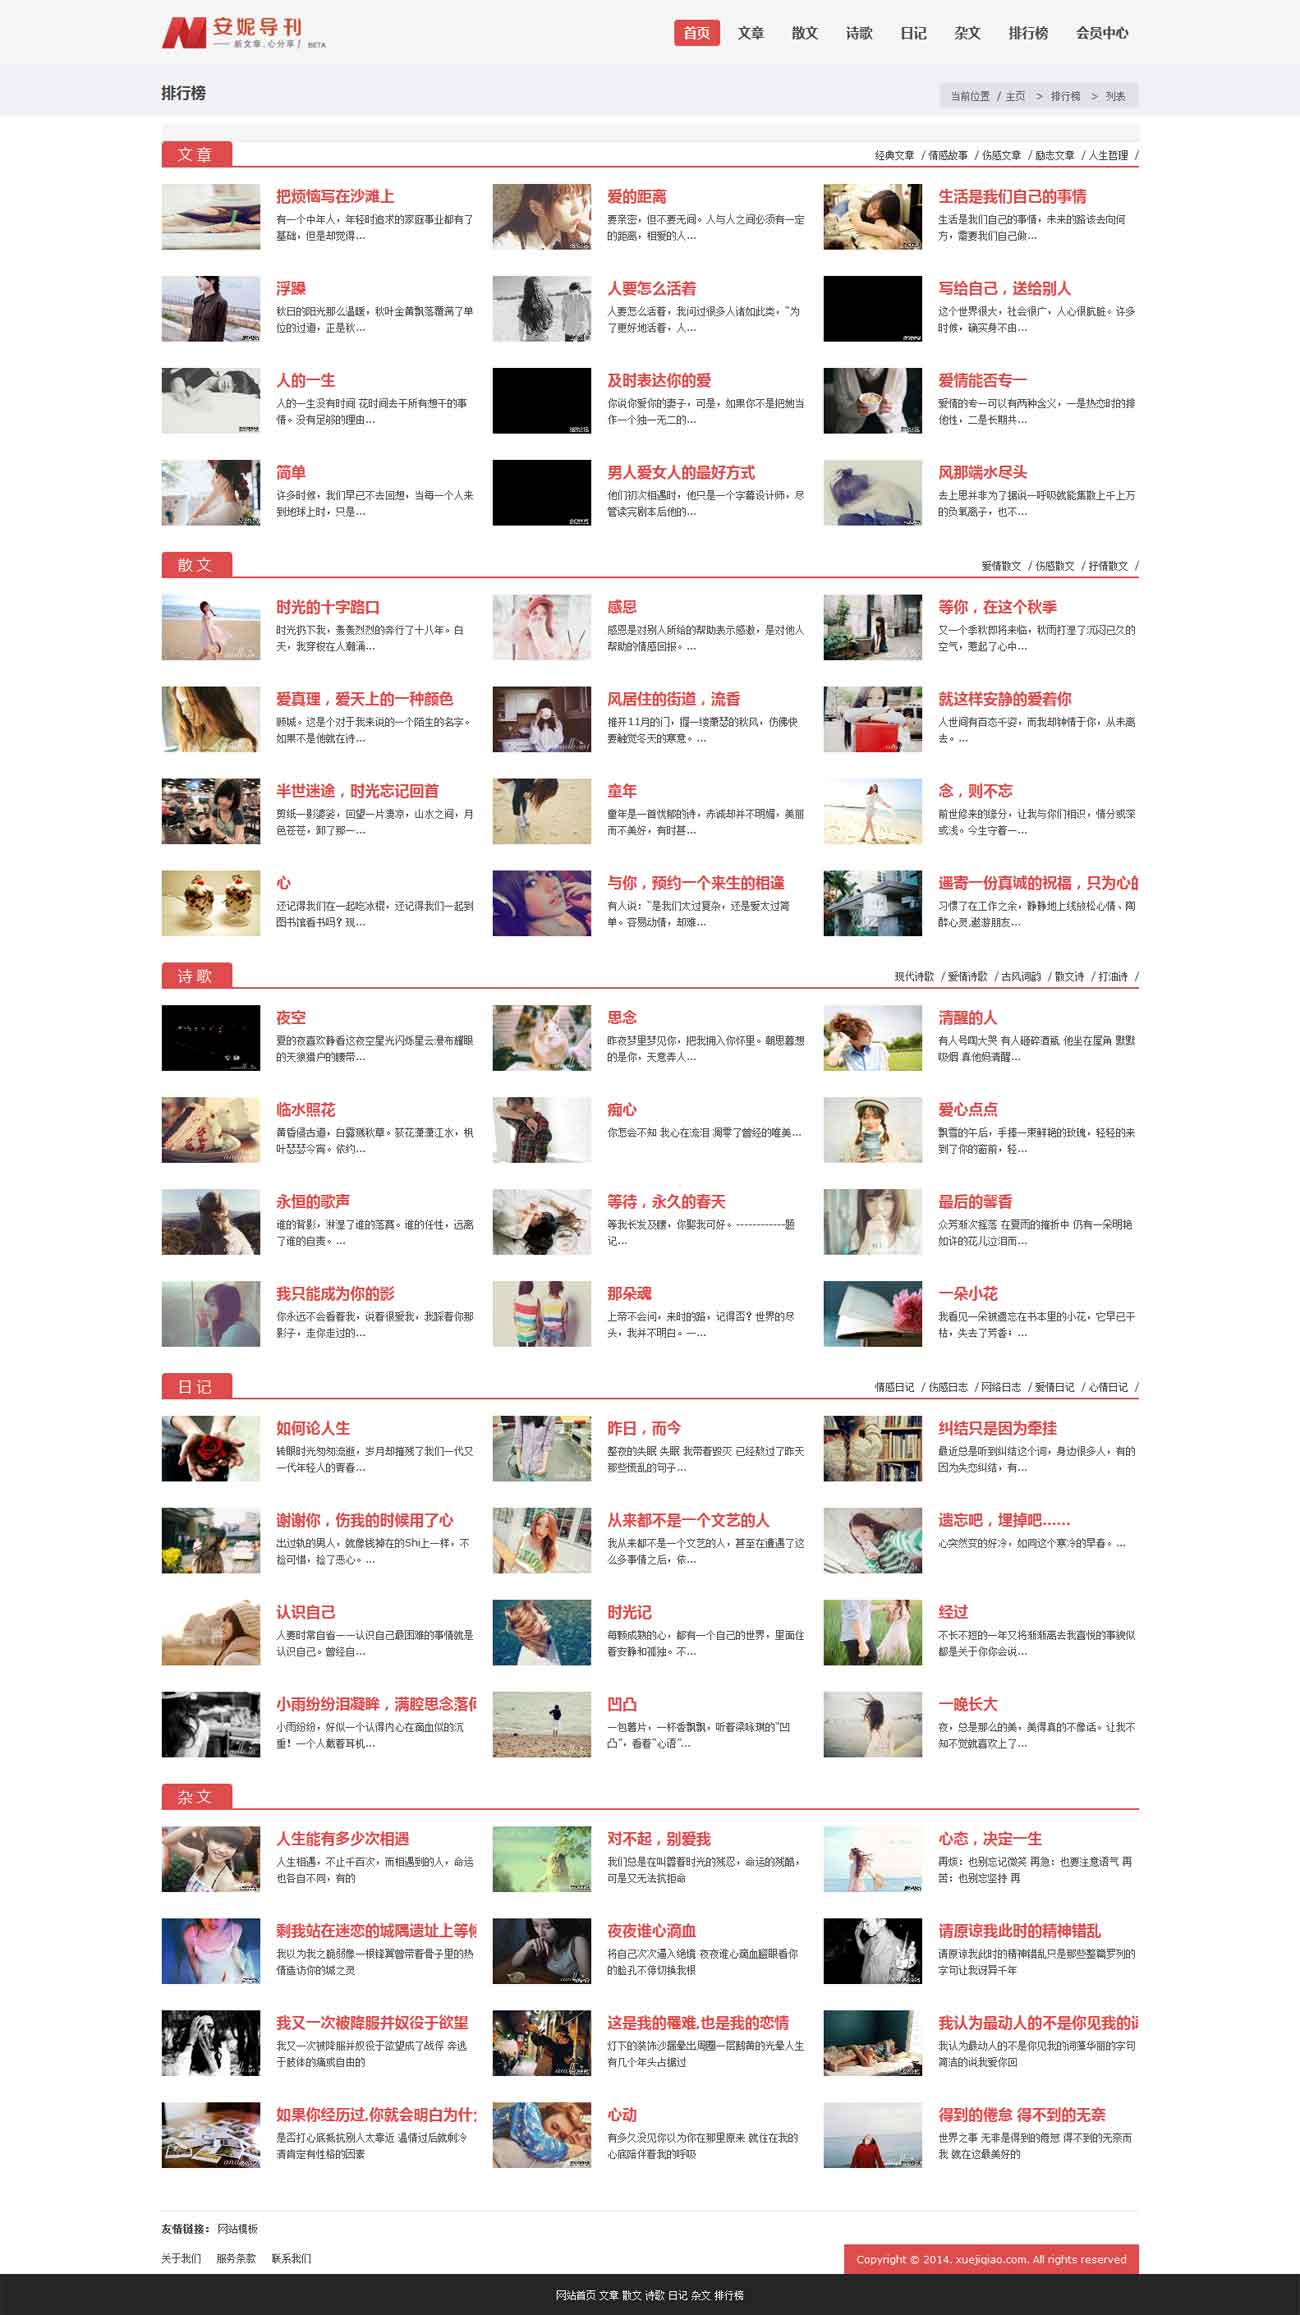 安妮导刊
新文章,心分享! BETA
首页 文章 散文 诗歌 日记 杂文 排行榜 会员中心
排行榜
当前位置 / 主页 > 排行榜 > 列表
文章
经典文章 / 情感故事 / 伤感文章 / 励志文章 / 人生哲理 /
把烦恼写在沙滩上
有一个中年人，年轻时追求的家庭事业都有了
基础，但是却觉得...
爱的距离
要亲密，但不要无间。人与人之间必须有一定
的距离，相爱的人...
生活是我们自己的事情
生活是我们自己的事情，未来的路该去向何
方，需要我们自己做...
浮躁
秋日的阳光那么温暖，秋叶金黄飘落覆满了单
位的过道，正是秋...
人要怎么活着
人要怎么活着，我问过很多人诸如此类，“为
了更好地活着，人...
写给自己，送给别人
这个世界很大，社会很广，人心很肮脏。许多
时候，确实身不由...
人的一生
人的一生没有时间 花时间去干所有想干的事
情。没有足够的理由...
及时表达你的爱
你说你爱你的妻子，可是，如果你不是把她当
作一个独一无二的...
爱情能否专一
爱情的专一可以有两种含义，一是热恋时的排
他性，二是长期共...
简单
许多时候，我们早已不去回想，当每一个人来
到地球上时，只是...
男人爱女人的最好方式
他们初次相遇时，他只是一个字幕设计师，尽
管读完剧本后他的...
风那端水尽头
去上思并非为了据说一呼吸就能集散上千上万
的负氧离子，也不...
散文
爱情散文 / 伤感散文 / 抒情散文 /
时光的十字路口
时光扔下我，轰轰烈烈的奔行了十八年。白
天，我穿梭在人潮涌...
感恩
感恩是对别人所给的帮助表示感激，是对他人
帮助的情感回报。...
等你，在这个秋季
又一个季秋即将来临，秋雨打湿了沉闷已久的
空气，惹起了心中...
爱真理，爱天上的一种颜色
顾城。这是个对于我来说的一个陌生的名字。
如果不是他就在诗...
风居住的街道，流香
推开11月的门，握一缕萧瑟的秋风，仿佛快
要触觉冬天的寒意。...
就这样安静的爱着你
人世间有百态千姿，而我却钟情于你，从未离
去。...
半世迷途，时光忘记回首
剪纸一影婆娑，回望一片凄凉，山水之间，月
色苍苍，卸了那一...
童年
童年是一首忧郁的诗，赤诚却并不明媚，美丽
而不美好，有时甚...
念，则不忘
前世修来的缘分，让我与你们相识，情分或深
或浅。今生守着一...
心
还记得我们在一起吃冰棍，还记得我们一起到
图书馆看书吗？现...
与你，预约一个来生的相逢
有人说：“是我们太过复杂，还是爱太过简
单。容易动情，却难...
遥寄一份真诚的祝福，只为心的
习惯了在工作之余，静静地上线放松心情、陶
醉心灵,遨游朋友...
诗歌
现代诗歌 / 爱情诗歌 / 古风词韵 / 散文诗 / 打油诗 /
夜空
夏的夜喜欢静看这夜空星光闪烁星云漫布耀眼
的天狼猎户的腰带...
思念
昨夜梦里梦见你，把我拥入你怀里。朝思暮想
的是你，天意弄人...
清醒的人
有人号啕大哭 有人砸碎酒瓶 他坐在屋角 默默
吸烟 真他妈清醒...
临水照花
黄昏侵古道，白露溅秋草。荻花潇潇江水，枫
叶瑟瑟今宵。依约...
痴心
你怎会不知 我心在流泪 凋零了曾经的唯美...
爱心点点
飘雪的午后，手捧一束鲜艳的玫瑰，轻轻的来
到了你的窗前，轻...
永恒的歌声
谁的背影，淋湿了谁的落寞。谁的任性，远离
了谁的自责。...
等待，永久的春天
等我长发及腰，你娶我可好。------------题
记...
最后的馨香
众芳渐次摇落 在夏雨的摧折中 仍有一朵明艳
如许的花儿泣泪而...
我只能成为你的影
你永远不会看着我，说着很爱我，我踩着你那
影子，走你走过的...
那朵魂
上帝不会问，来时的路，记得否？世界的尽
头，我并不明白。一...
一朵小花
我看见一朵被遗忘在书本里的小花，它早已干
枯，失去了芳香；...
日记
情感日记 / 伤感日志 / 网络日志 / 爱情日记 / 心情日记 /
如何论人生
转眼时光匆匆流逝，岁月却摧残了我们一代又
一代年轻人的青春...
昨日，而今
整夜的失眠 失眠 我带着毁灭 已经熬过了昨天
那些慌乱的句子...
纠结只是因为牵挂
最近总是听到纠结这个词，身边很多人，有的
因为失恋纠结，有...
谢谢你，伤我的时候用了心
出过轨的男人，就像钱掉在的Shi上一样，不
捡可惜，捡了恶心。...
从来都不是一个文艺的人
我从来都不是一个文艺的人，甚至在遭遇了这
么多事情之后，依...
遗忘吧，埋掉吧......
心突然变的好冷，如同这个寒冷的早春。...
认识自己
人要时常自省——认识自己最困难的事情就是
认识自己。曾经自...
时光记
每颗成熟的心，都有一个自己的世界，里面住
着安静和孤独。不...
经过
不长不短的一年又将渐渐离去我喜悦的事貌似
都是关于你你会说...
小雨纷纷泪凝眸，满腔思念落何
小雨纷纷，好似一个认得内心在滴血似的沉
重！一个人戴着耳机...
凹凸
一包薯片，一杯香飘飘，听着梁咏琪的“凹
凸”，看着“心语”...
一晚长大
夜，总是那么的美，美得真的不像话。让我不
知不觉就喜欢上了...
杂文
人生能有多少次相遇
人生相遇，不止千百次，而相遇到的人，命运
也各自不同，有的
对不起，别爱我
我们总是在叫嚣着时光的残忍，命运的残酷，
可是又无法抗拒命
心态，决定一生
再烦：也别忘记微笑 再急：也要注意语气 再
苦：也别忘坚持 再
剩我站在迷恋的城隅遗址上等候
我以为我之脆弱像一根锋翼曾带着骨子里的热
情造访你的城之灵
夜夜谁心滴血
将自己次次逼入绝境 夜夜谁心滴血瞪眼看你
的脸孔不停切换我根
请原谅我此时的精神错乱
请原谅我此时的精神错乱只是那些整篇罗列的
字句让我讶异千年
我又一次被降服并奴役于欲望
我又一次被降服并奴役于欲望成了战俘 奔逃
于肢体的痛或自由的
这是我的罹难,也是我的恋情
灯下的装饰沙漏晕出周圈一层鹅黄的光晕人生
有几个年头占据过
我认为最动人的不是你见我的词
我认为最动人的不是你见我的词藻华丽的字句
简洁的说我爱你回
如果你经历过,你就会明白为什么
是否打心底抵抗别人太靠近 温情过后就剩冷
清肯定有性格的因素
心动
有多久没见你以为你在那里原来 就住在我的
心底陪伴着我的呼吸
得到的倦怠 得不到的无奈
世界之事 无非是得到的倦怠 得不到的无奈而
我 就在这最美好的
友情链接： 网站模板
关于我们 服务条款 联系我们
Copyright © 2014. xuejiqiao.com. All rights reserved
网站首页 文章 散文 诗歌 日记 杂文 排行榜